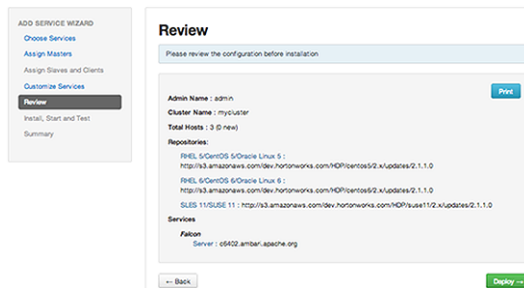 ADD SERVICE WIZARD
Choose Services
Assign Masters
Assign Slaves and Clients
Customize Services
Review
Install, Start and Test
Summary
Review
Please review the configuration before installation
Print
Admin Name : admin
Cluster Name : mycluster
Total Hosts : 3 (0 new)
Repositories:
RHEL 5/CentOS 5/Oracle Linux 5 :
http://s3.amazonaws.com/dev.hortonworks.com/HDP/centos5/2.x/updates/2.1.1.0
RHEL 6/CentOS 6/Oracle Linux 6 :
http://s3.amazonaws.com/dev.hortonworks.com/HDP/centos6/2.x/updates/2.1.1.0
SLES 11/SUSE 11 : http://s3.amazonaws.com/dev.hortonworks.com/HDP/suse11/2.x/updates/2.1.1.0
Services
Falcon
Server : c6402.ambari.apache.org
← Back
Deploy →